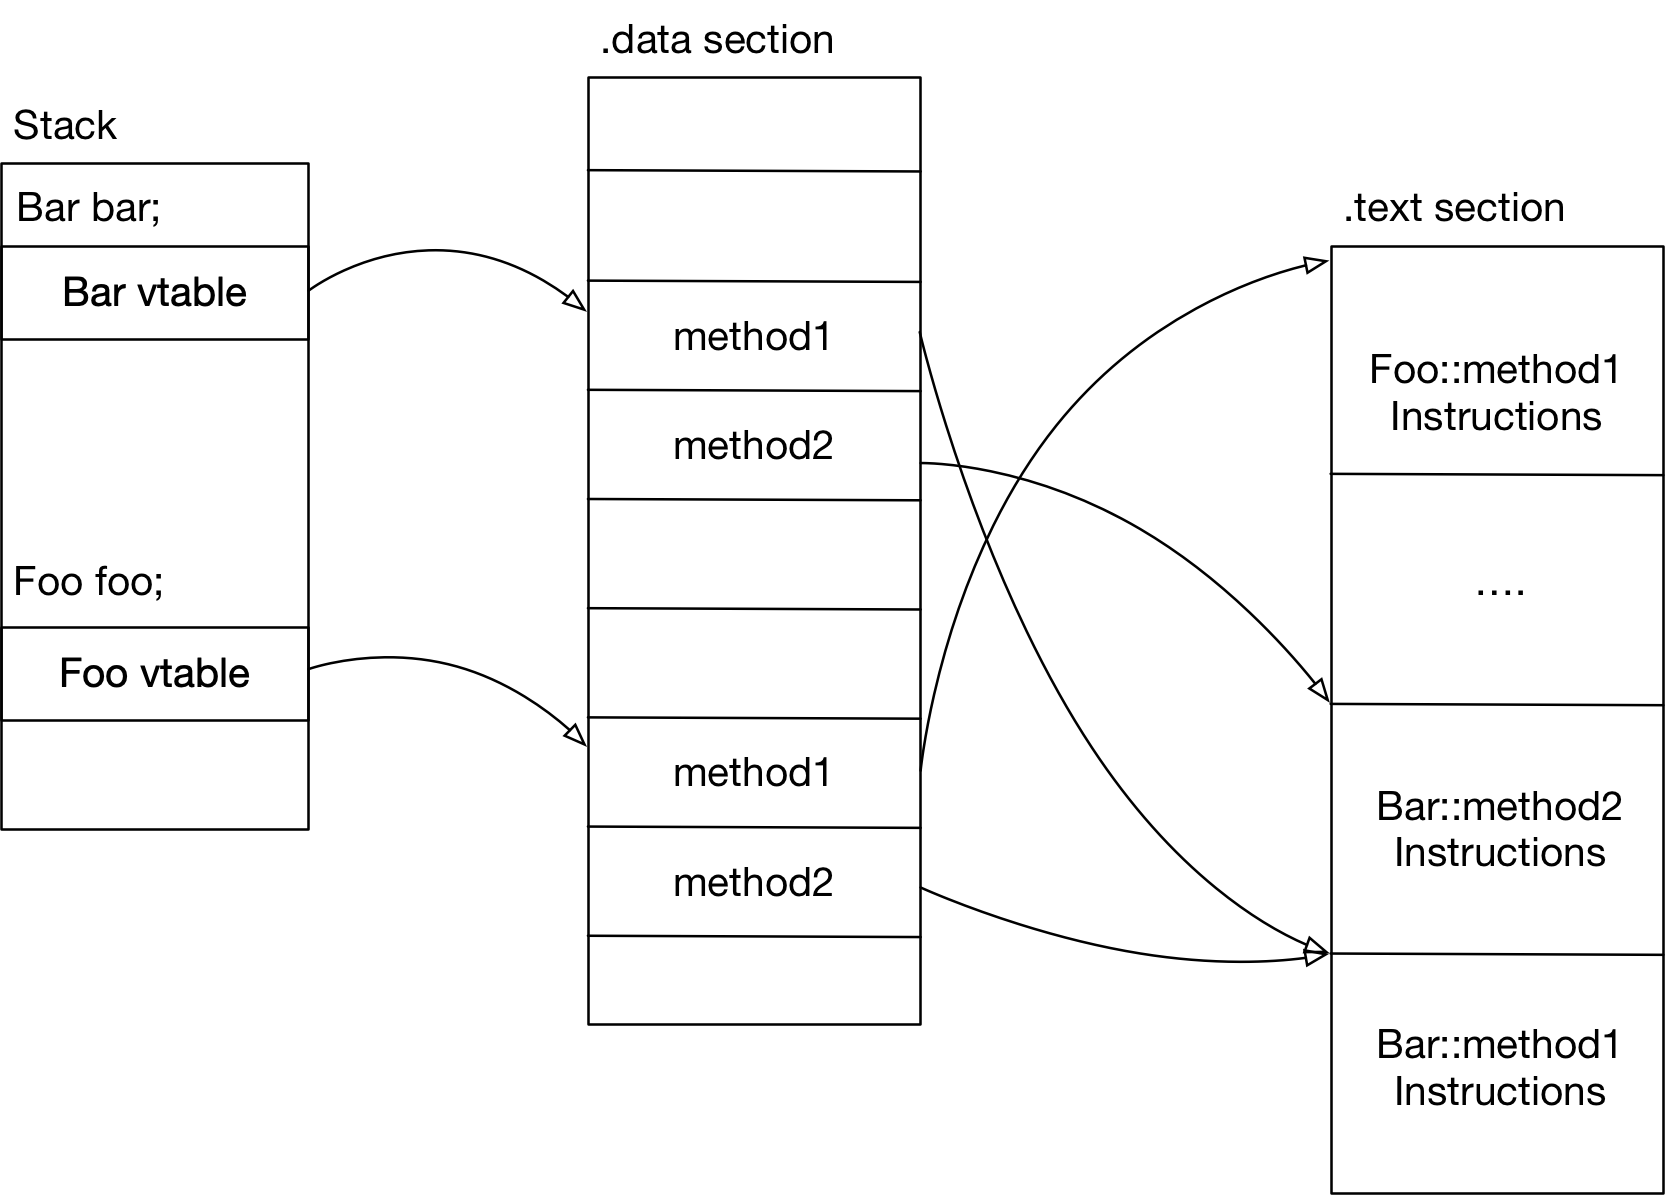 Stack
Bar bar;
Bar vtable
Foo foo;
Foo vtable
.data section
method1
method2
method1
method2
.text section
Foo::method1
Instructions
....
Bar::method2
Instructions
Bar::method1
Instructions